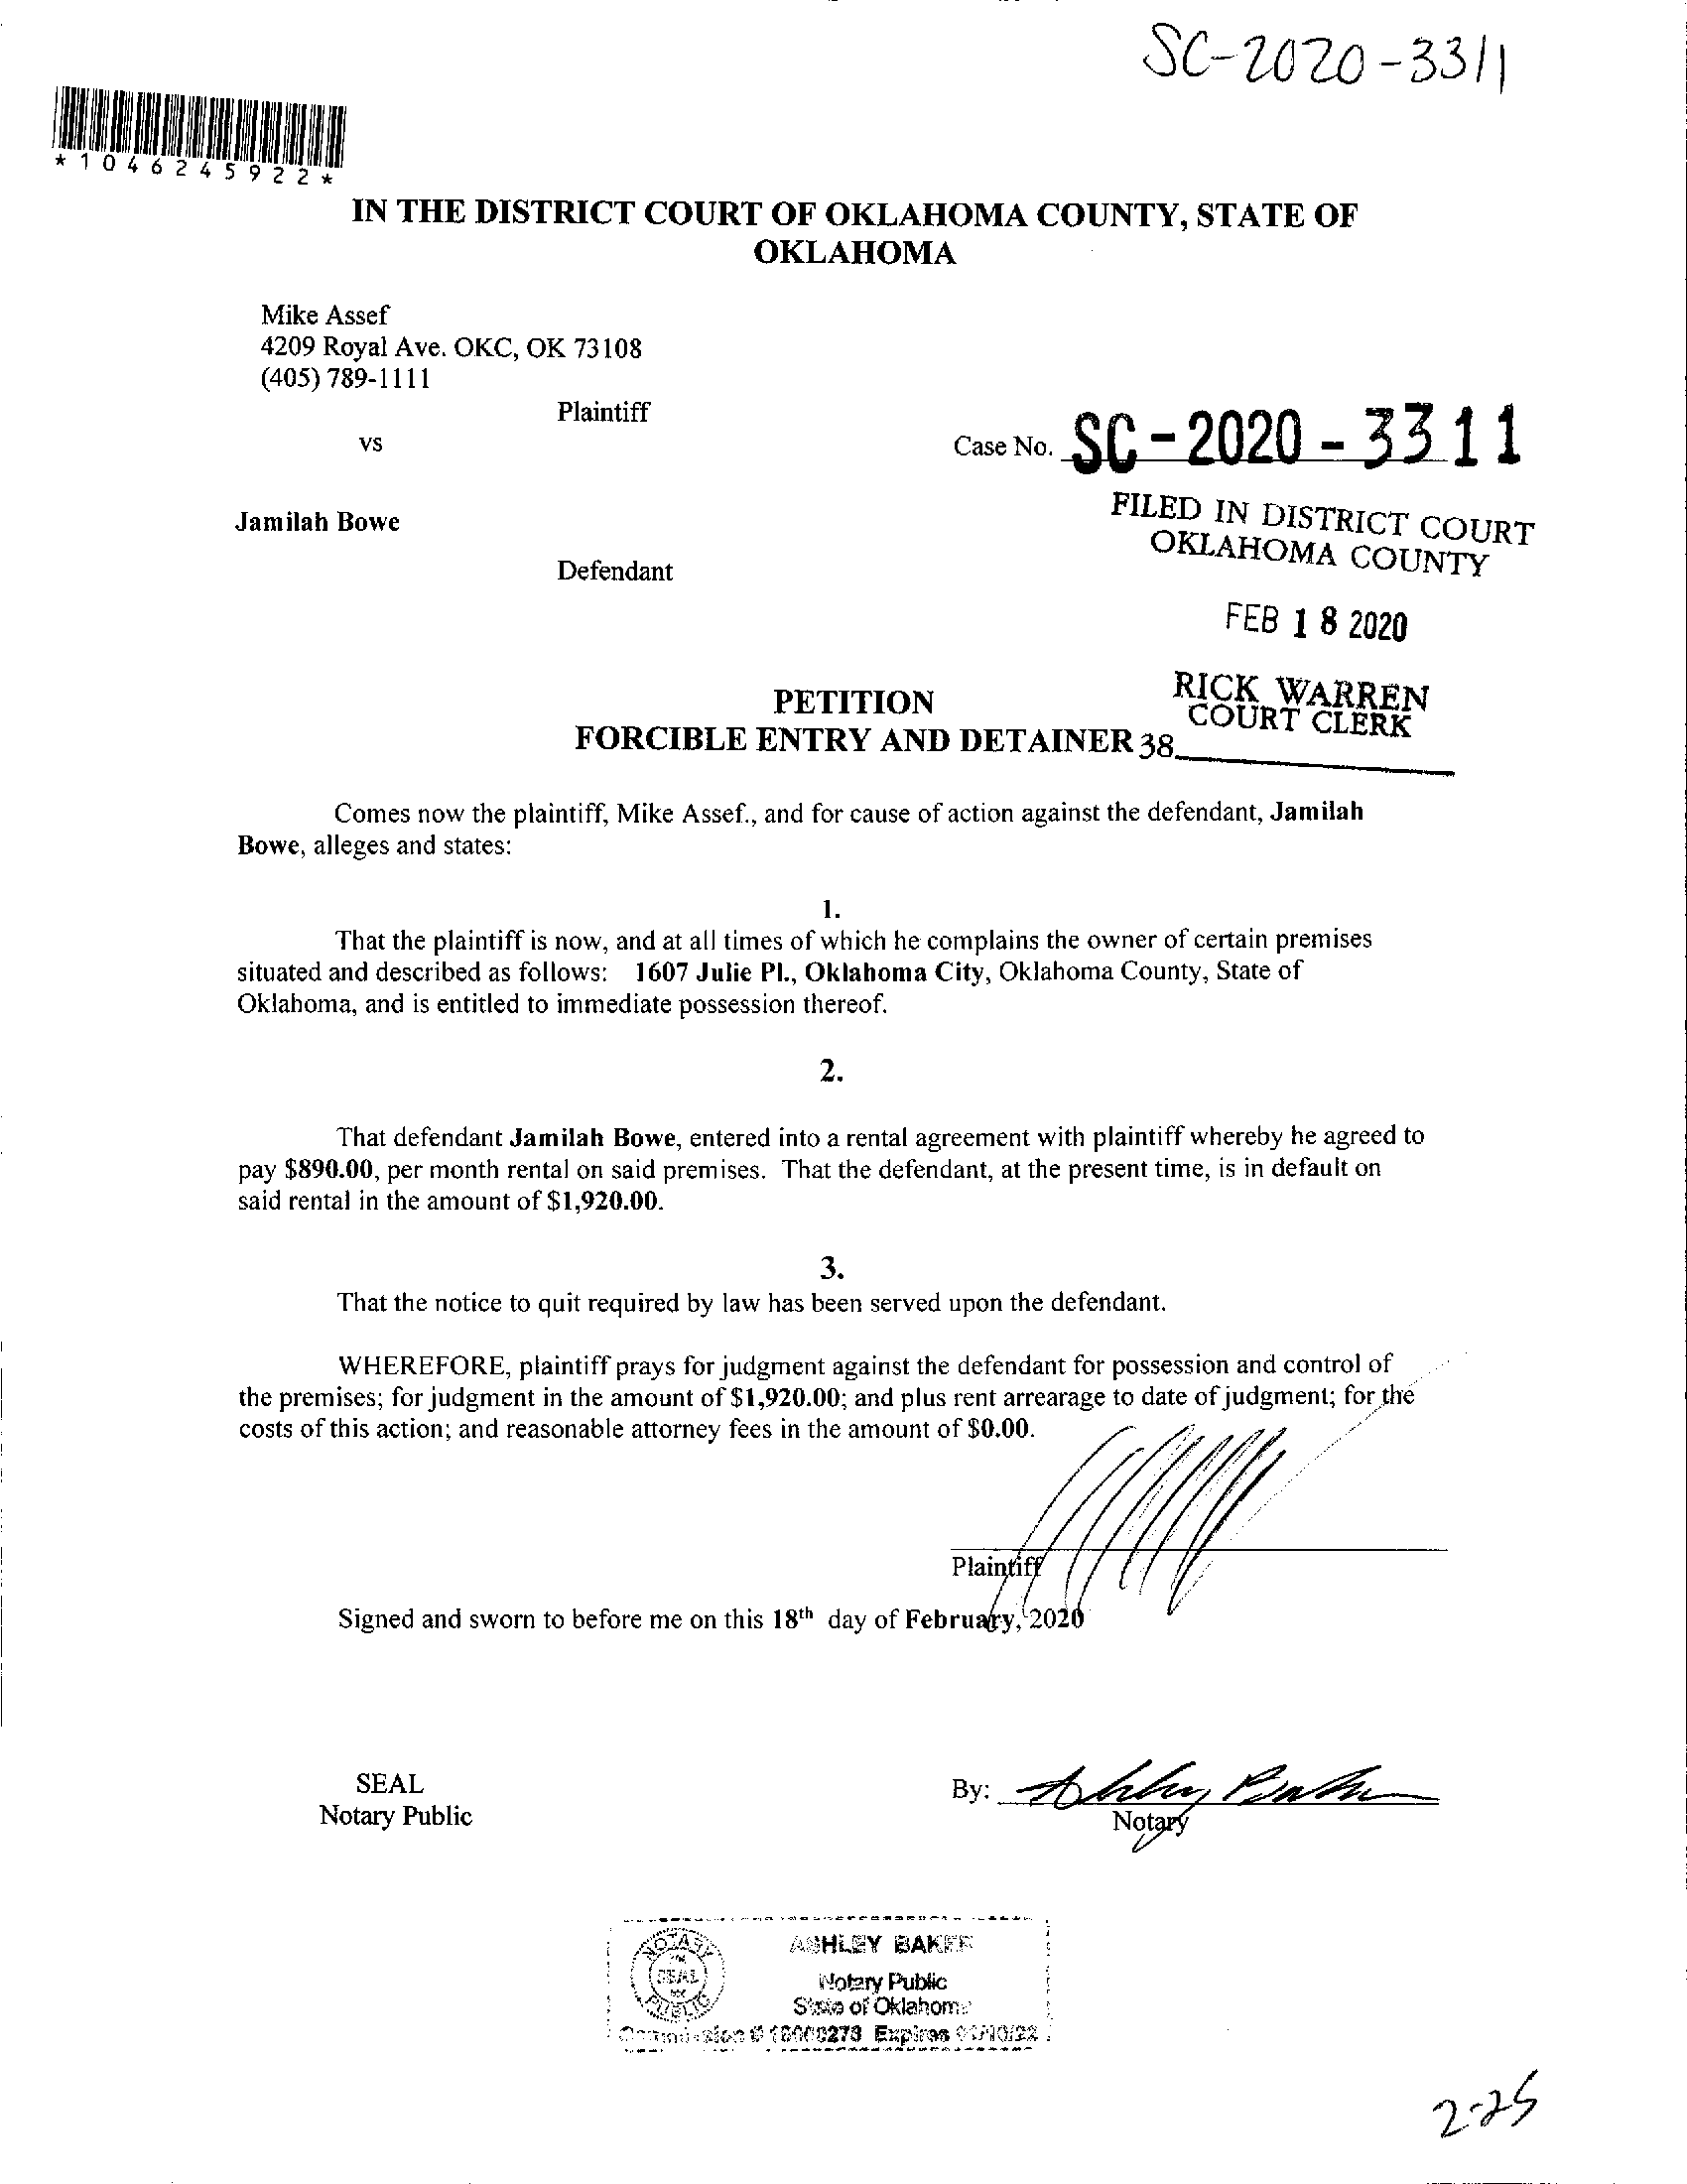 SC-2020-3311
*1046245922*
IN THE DISTRICT COURT OF OKLAHOMA COUNTY, STATE OF
OKLAHOMA
Mike Assef
4209 Royal Ave. OKC, OK 73108
(405) 789-1111
Plaintiff
vs
Case No. SC-2020-3311
Jamilah Bowe
FILED IN DISTRICT COURT
OKLAHOMA COUNTY
Defendant
FEB 18 2020
RICK WARREN
COURT CLERK
PETITION
FORCIBLE ENTRY AND DETAINER 38
Comes now the plaintiff, Mike Assef., and for cause of action against the defendant, Jamilah
Bowe, alleges and states:
1.
That the plaintiff is now, and at all times of which he complains the owner of certain premises
situated and described as follows: 1607 Julie Pl., Oklahoma City, Oklahoma County, State of
Oklahoma, and is entitled to immediate possession thereof.
2.
That defendant Jamilah Bowe, entered into a rental agreement with plaintiff whereby he agreed to
pay $890.00, per month rental on said premises. That the defendant, at the present time, is in default on
said rental in the amount of $1,920.00.
3.
That the notice to quit required by law has been served upon the defendant.
WHEREFORE, plaintiff prays for judgment against the defendant for possession and control of
the premises; for judgment in the amount of $1,920.00; and plus rent arrearage to date of judgment; for the
costs of this action; and reasonable attorney fees in the amount of $0.00.
Plaintiff
Signed and sworn to before me on this 18th day of February, 2020
SEAL
Notary Public
By: Ashley Baker
Notary
NOTARY
SEAL
PUBLIC
ASHLEY BAKER
Notary Public
State of Oklahoma
Commission # Expires
2-25